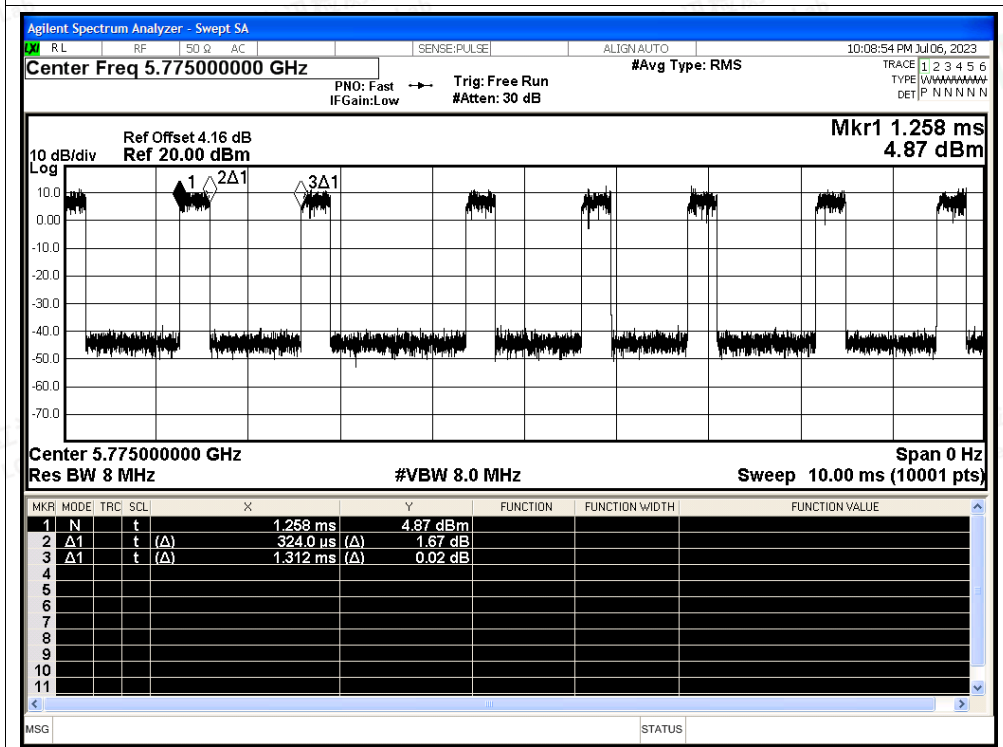 Agilent Spectrum Analyzer - Swept SA
LXI RL RF 50 Ω AC SENSE:PULSE ALIGN AUTO 10:08:54 PM Jul 06, 2023
Center Freq 5.775000000 GHz
#Avg Type: RMS
TRACE 1 2 3 4 5 6
TYPE WWWWWW
DET P N N N N N
PNO: Fast
IFGain:Low
Trig: Free Run
#Atten: 30 dB
Mkr1 1.258 ms
4.87 dBm
Ref Offset 4.16 dB
10 dB/div Ref 20.00 dBm
Log
1 2Δ1 3Δ1
10.0
0.00
-10.0
-20.0
-30.0
-40.0
-50.0
-60.0
-70.0
Center 5.775000000 GHz Span 0 Hz
Res BW 8 MHz #VBW 8.0 MHz Sweep 10.00 ms (10001 pts)
MKR MODE TRC SCL X Y FUNCTION FUNCTION WIDTH FUNCTION VALUE
1 N t 1.258 ms 4.87 dBm
2 Δ1 t (Δ) 324.0 µs (Δ) 1.67 dB
3 Δ1 t (Δ) 1.312 ms (Δ) 0.02 dB
4
5
6
7
8
9
10
11
MSG STATUS